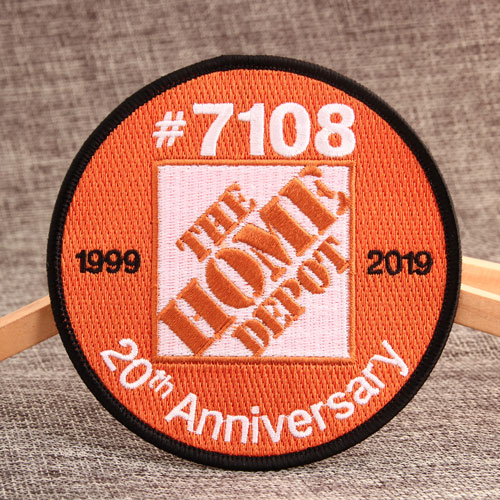 #7108
THE
HOME
DEPOT
1999
2019
20th Anniversary